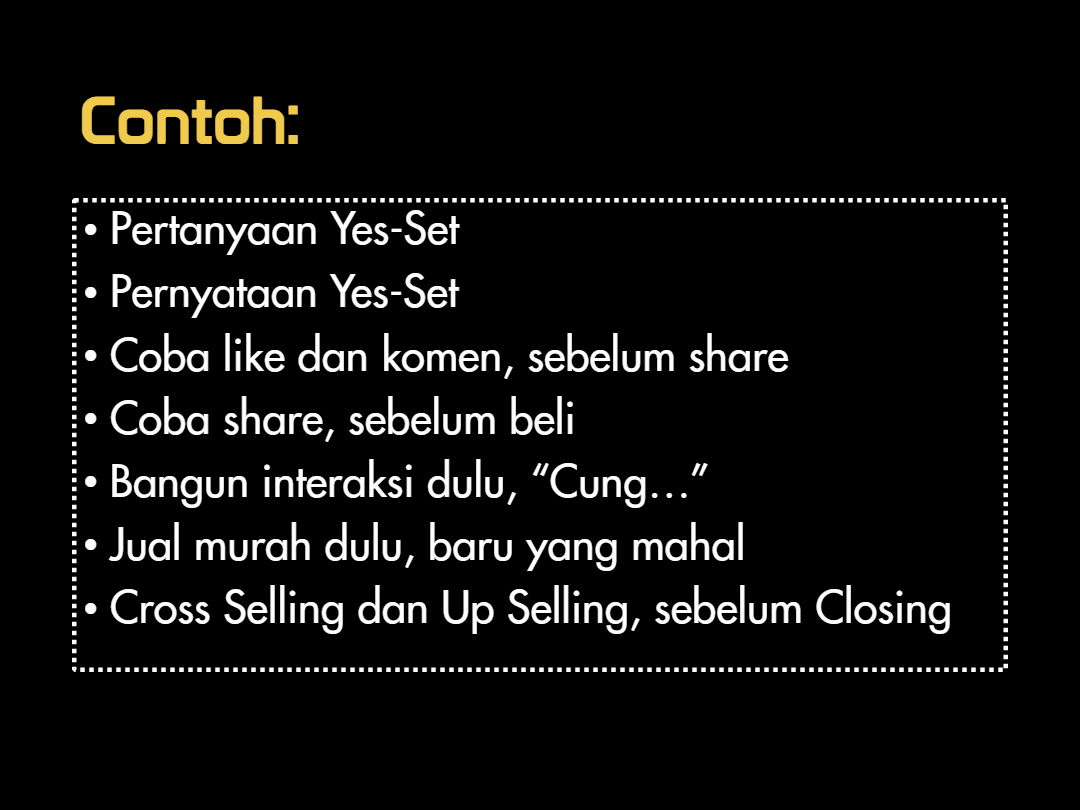 Contoh:
• Pertanyaan Yes-Set
• Pernyataan Yes-Set
• Coba like dan komen, sebelum share
• Coba share, sebelum beli
• Bangun interaksi dulu, “Cung…”
• Jual murah dulu, baru yang mahal
• Cross Selling dan Up Selling, sebelum Closing